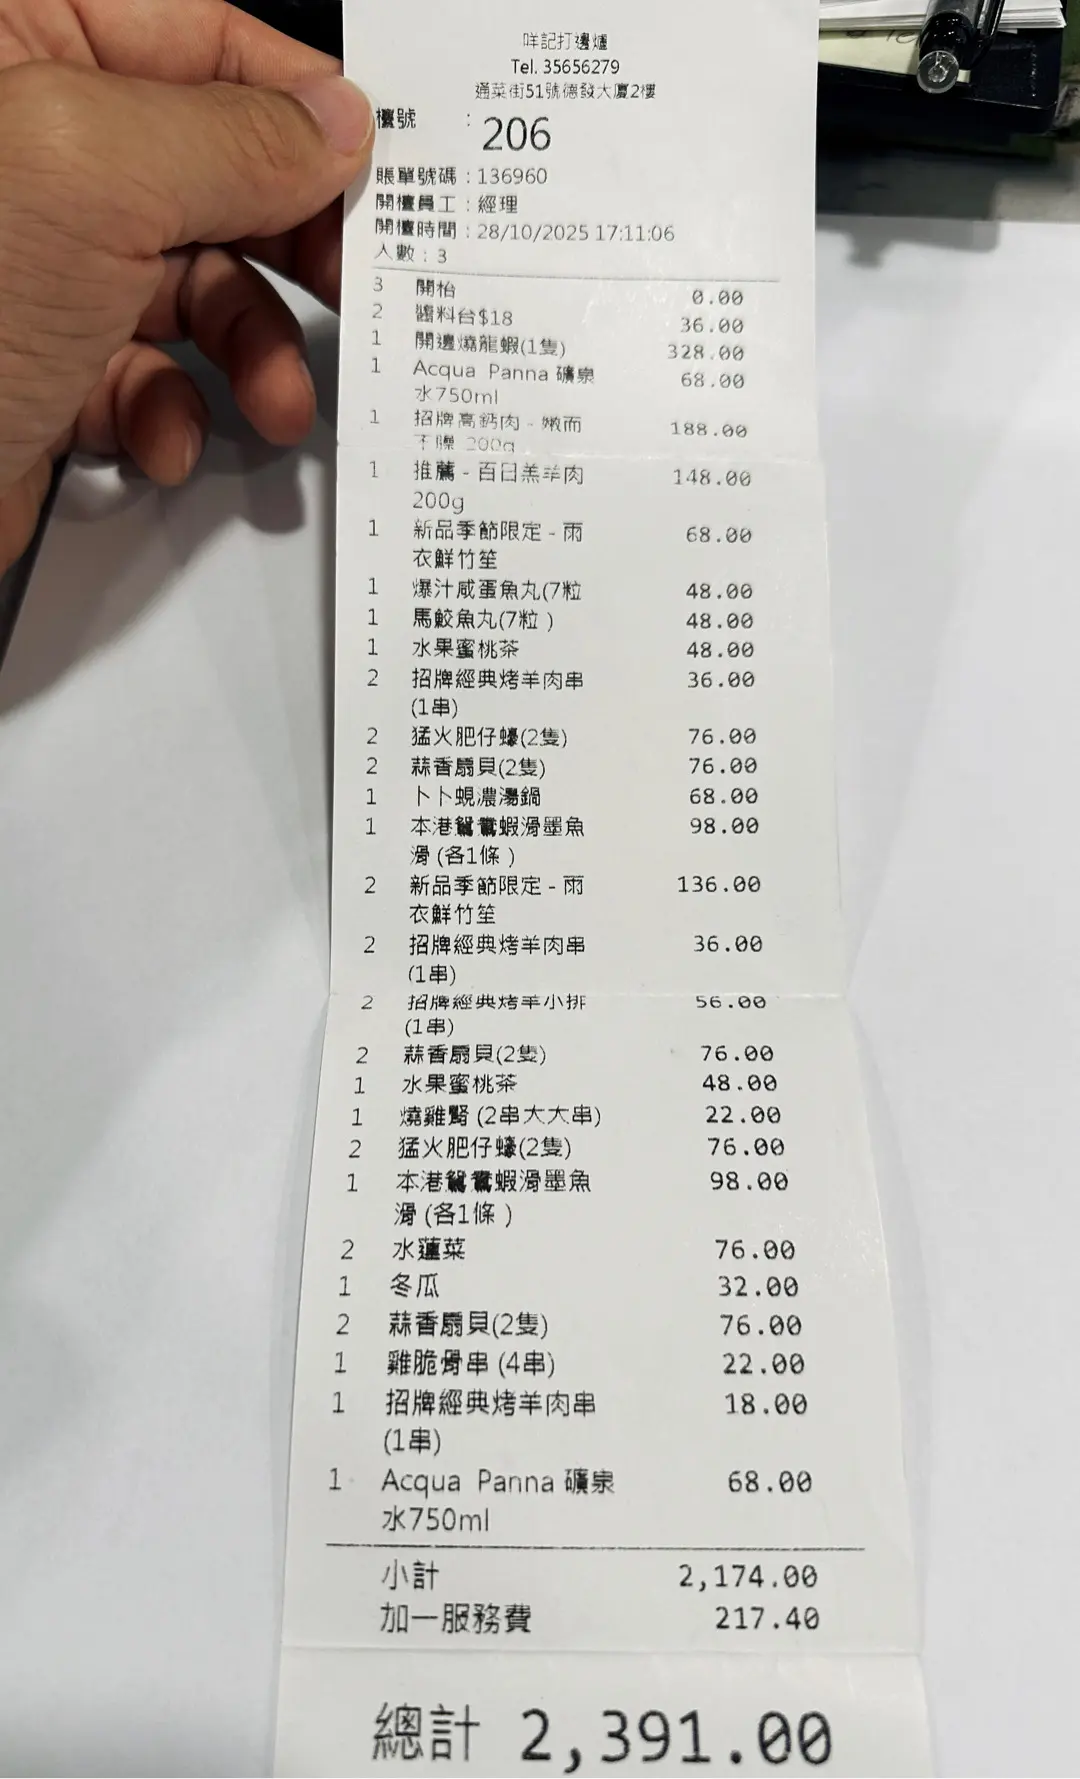 咩記打邊爐
Tel. 35656279
通菜街51號德發大廈2樓
檯號 : 206
賬單號碼 : 136960
開檯員工 : 經理
開檯時間 : 28/10/2025 17:11:06
人數 : 3
3 開枱 0.00
2 醬料台$18 36.00
1 開邊燒龍蝦(1隻) 328.00
1 Acqua Panna 礦泉 68.00
水750ml
1 招牌高鈣肉 - 嫩而 188.00
不臊 200g
1 推薦 - 百日羔羊肉 148.00
200g
1 新品季節限定 - 雨 68.00
衣鮮竹笙
1 爆汁咸蛋魚丸(7粒 48.00
1 馬鮫魚丸(7粒 ) 48.00
1 水果蜜桃茶 48.00
2 招牌經典烤羊肉串 36.00
(1串)
2 猛火肥仔蠔(2隻) 76.00
2 蒜香扇貝(2隻) 76.00
1 卜卜蜆濃湯鍋 68.00
1 本港鴛鴦蝦滑墨魚 98.00
滑 (各1條 )
2 新品季節限定 - 雨 136.00
衣鮮竹笙
2 招牌經典烤羊肉串 36.00
(1串)
2 招牌經典烤羊小排 56.00
(1串)
2 蒜香扇貝(2隻) 76.00
1 水果蜜桃茶 48.00
1 燒雞腎 (2串大大串) 22.00
2 猛火肥仔蠔(2隻) 76.00
1 本港鴛鴦蝦滑墨魚 98.00
滑 (各1條 )
2 水蓮菜 76.00
1 冬瓜 32.00
2 蒜香扇貝(2隻) 76.00
1 雞脆骨串 (4串) 22.00
1 招牌經典烤羊肉串 18.00
(1串)
1 Acqua Panna 礦泉 68.00
水750ml
小計 2,174.00
加一服務費 217.40
總計 2,391.00